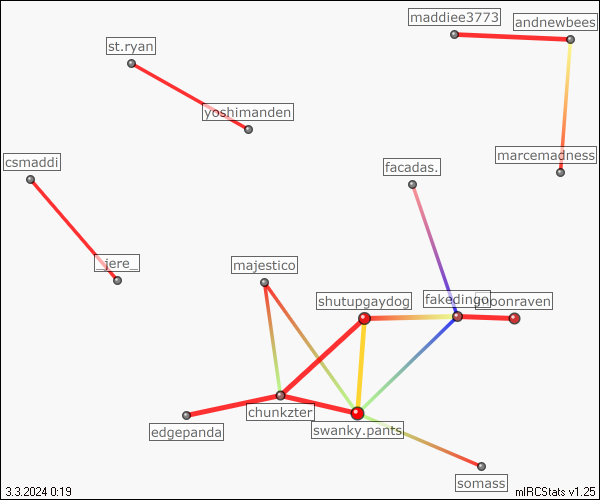 maddiee3773
andnewbees
st.ryan
yoshimanden
csmaddi
marcemadness
facadas.
_jere_
majestico
shutupgaydog
fakedingo
chunkzter
edgepanda
swanky.pants
somass
3.3.2024 0:19
mIRCStats v1.25